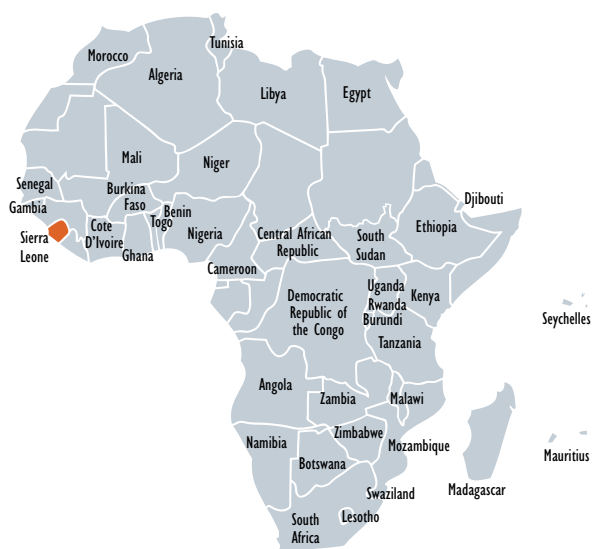 Tunisia
Morocco
Algeria
Libya
Egypt
Mali
Niger
Senegal
Burkina
Faso
Gambia
Djibouti
Benin
Togo
Cote
D'Ivoire
Nigeria
Ethiopia
Sierra
Leone
Ghana
Central African
Republic
South
Sudan
Cameroon
Uganda
Rwanda
Burundi
Kenya
Democratic
Republic of
the Congo
Seychelles
Tanzania
Angola
Zambia
Malawi
Zimbabwe
Namibia
Mozambique
Botswana
Mauritius
Swaziland
Madagascar
South
Africa
Lesotho